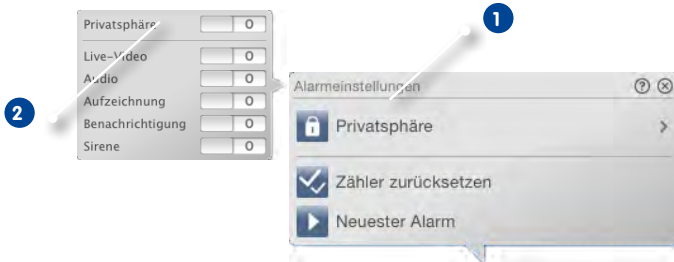 1
Privatsphäre 0
Live-Video 0
Audio 0
Aufzeichnung 0
Benachrichtigung 0
Sirene 0
2
Alarmeinstellungen ?
Privatsphäre
Zähler zurücksetzen
Neuester Alarm